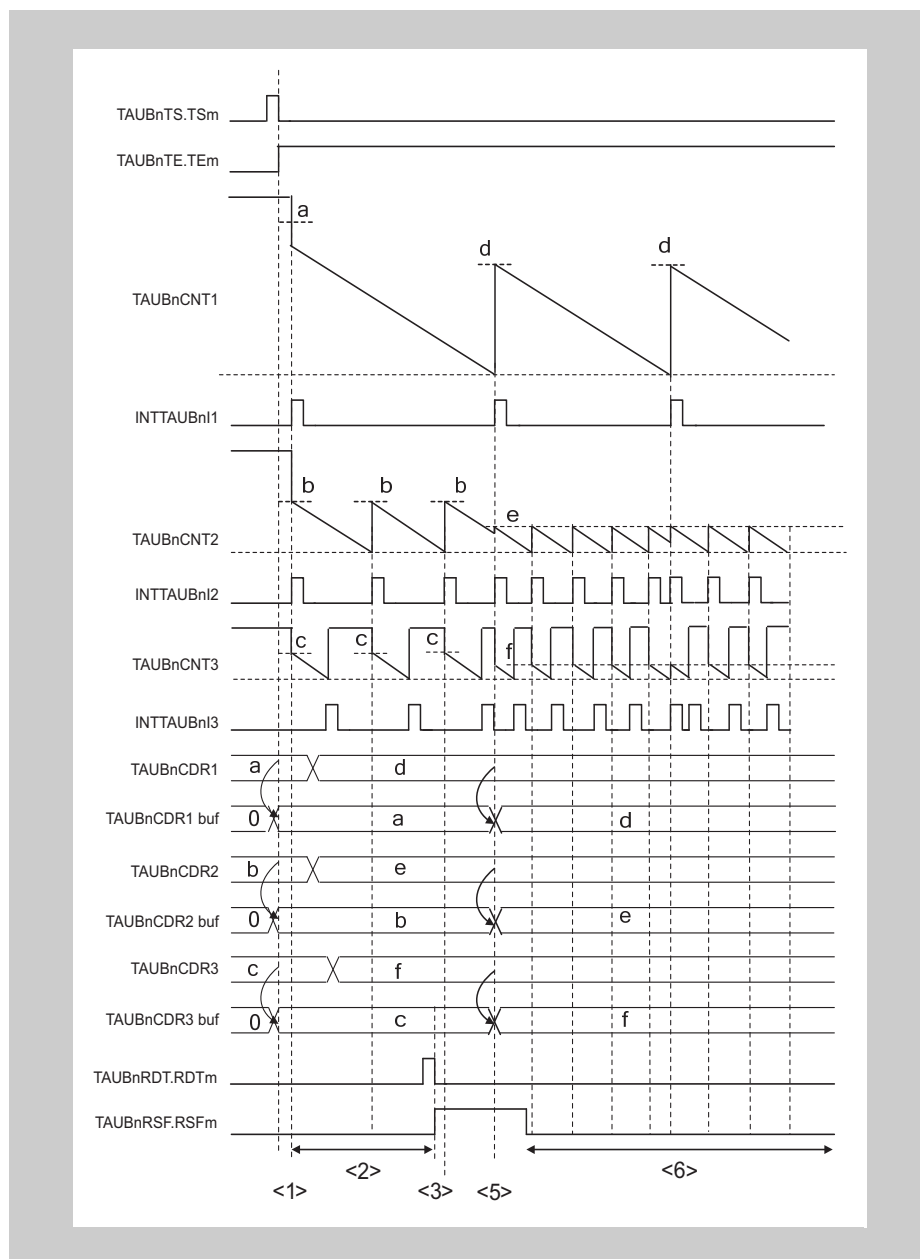 TAUBnTS.TSm
TAUBnTE.TEm
a
d
d
TAUBnCNT1
INTTAUBnI1
b
b
b
e
TAUBnCNT2
INTTAUBnI2
c
c
c
f
TAUBnCNT3
INTTAUBnI3
TAUBnCDR1
a
d
TAUBnCDR1 buf
0
a
d
TAUBnCDR2
b
e
TAUBnCDR2 buf
0
b
e
TAUBnCDR3
c
f
TAUBnCDR3 buf
0
c
f
TAUBnRDT.RDTm
TAUBnRSF.RSFm
<2>
<6>
<1>
<3>
<5>